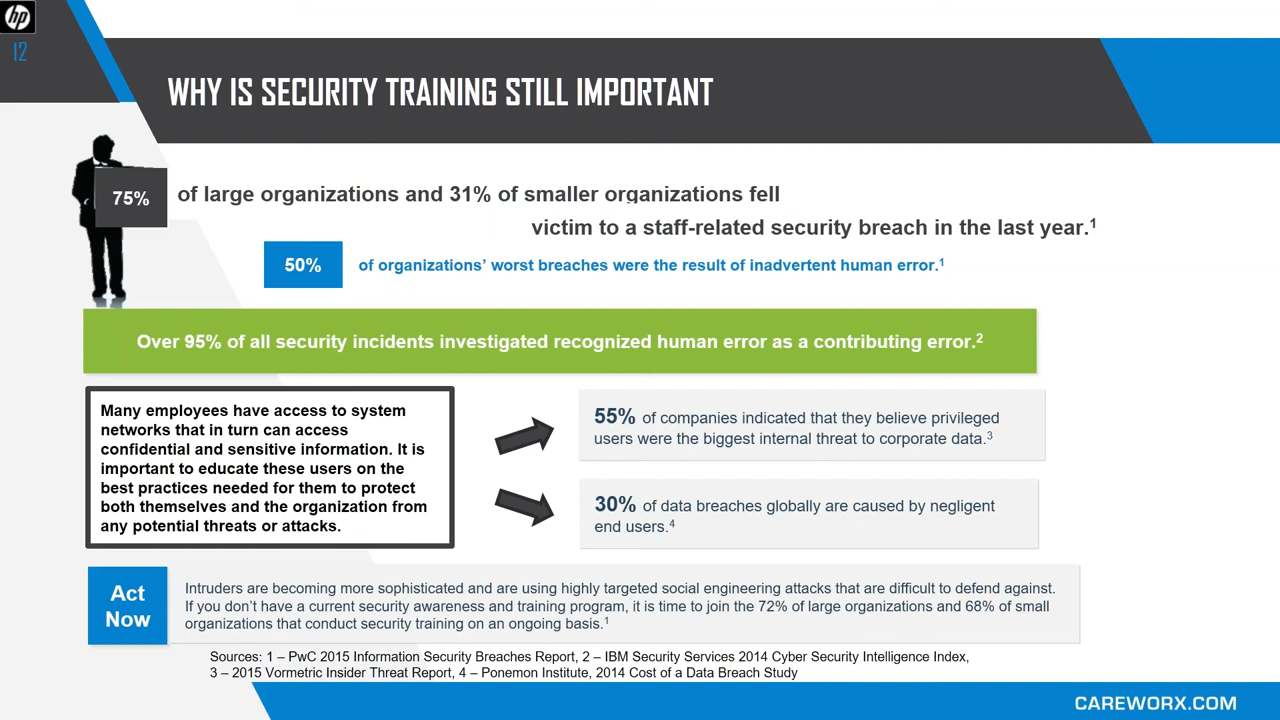 hp
12
WHY IS SECURITY TRAINING STILL IMPORTANT
75% of large organizations and 31% of smaller organizations fell
victim to a staff-related security breach in the last year.¹
50% of organizations’ worst breaches were the result of inadvertent human error.¹
Over 95% of all security incidents investigated recognized human error as a contributing error.²
Many employees have access to system
networks that in turn can access
confidential and sensitive information. It is
important to educate these users on the
best practices needed for them to protect
both themselves and the organization from
any potential threats or attacks.
55% of companies indicated that they believe privileged
users were the biggest internal threat to corporate data.³
30% of data breaches globally are caused by negligent
end users.⁴
Act
Now
Intruders are becoming more sophisticated and are using highly targeted social engineering attacks that are difficult to defend against.
If you don’t have a current security awareness and training program, it is time to join the 72% of large organizations and 68% of small
organizations that conduct security training on an ongoing basis.¹
Sources: 1 – PwC 2015 Information Security Breaches Report, 2 – IBM Security Services 2014 Cyber Security Intelligence Index,
3 – 2015 Vormetric Insider Threat Report, 4 – Ponemon Institute, 2014 Cost of a Data Breach Study
CAREWORX.COM